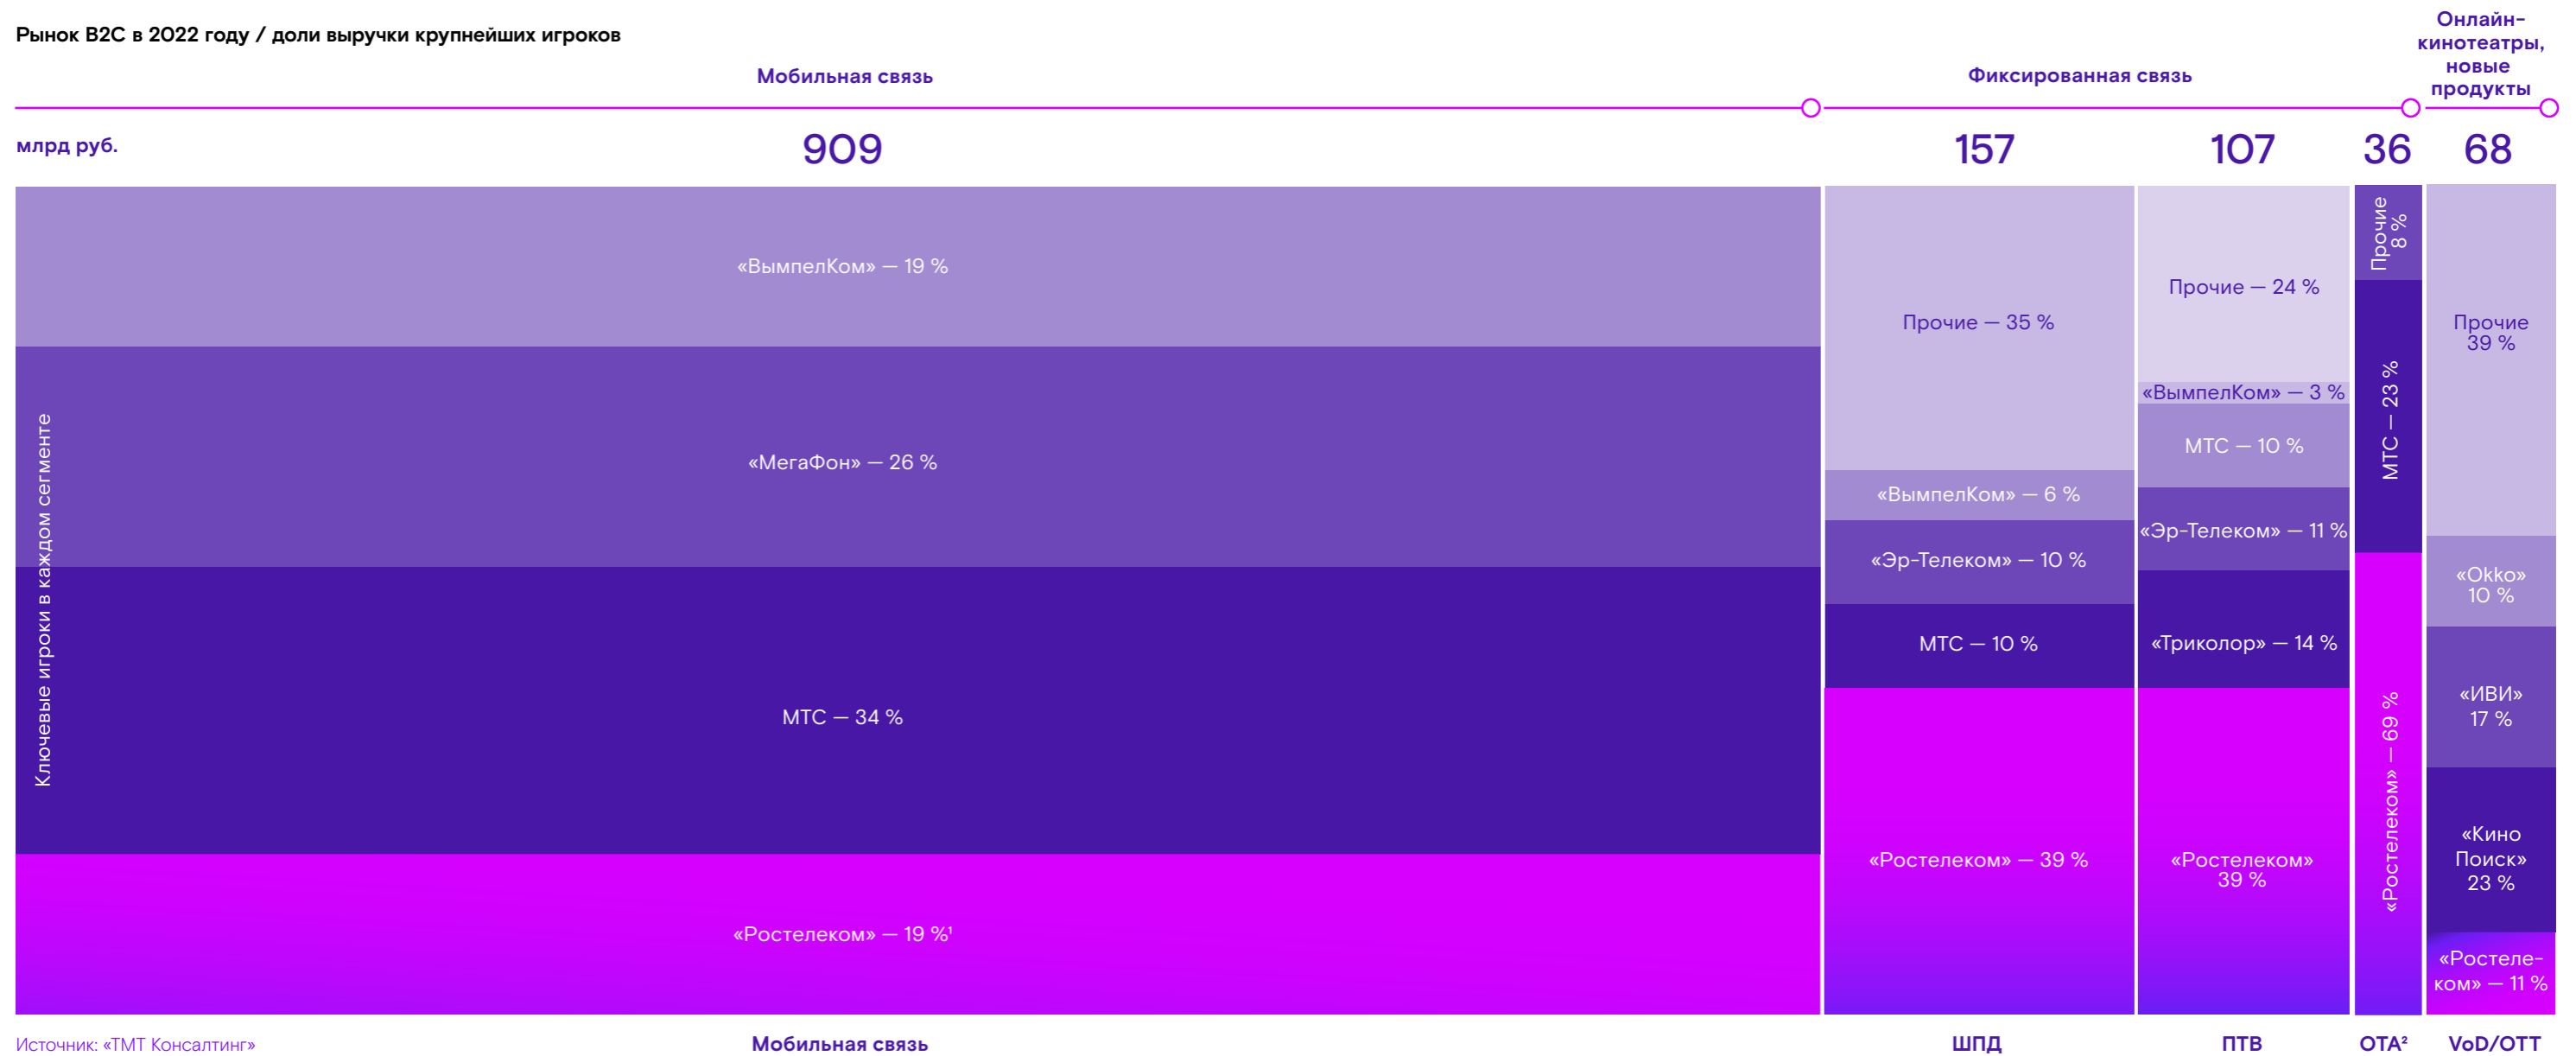 Рынок B2C в 2022 году / доли выручки крупнейших игроков
Мобильная связь
Фиксированная связь
Онлайн-
кинотеатры,
новые
продукты
млрд руб.
909
157
107
36
68
Ключевые игроки в каждом сегменте
«ВымпелКом» — 19 %
«МегаФон» — 26 %
МТС — 34 %
«Ростелеком» — 19 %¹
Прочие — 35 %
«ВымпелКом» — 6 %
«Эр-Телеком» — 10 %
МТС — 10 %
«Ростелеком» — 39 %
Прочие — 24 %
«ВымпелКом» — 3 %
МТС — 10 %
«Эр-Телеком» — 11 %
«Триколор» — 14 %
«Ростелеком»
39 %
Прочие
8 %
МТС — 23 %
«Ростелеком» — 69 %
Прочие
39 %
«Okko»
10 %
«ИВИ»
17 %
«Кино
Поиск»
23 %
«Ростеле-
ком» — 11 %
Источник: «ТМТ Консалтинг»
Мобильная связь
ШПД
ПТВ
ОТА²
VoD/OTT